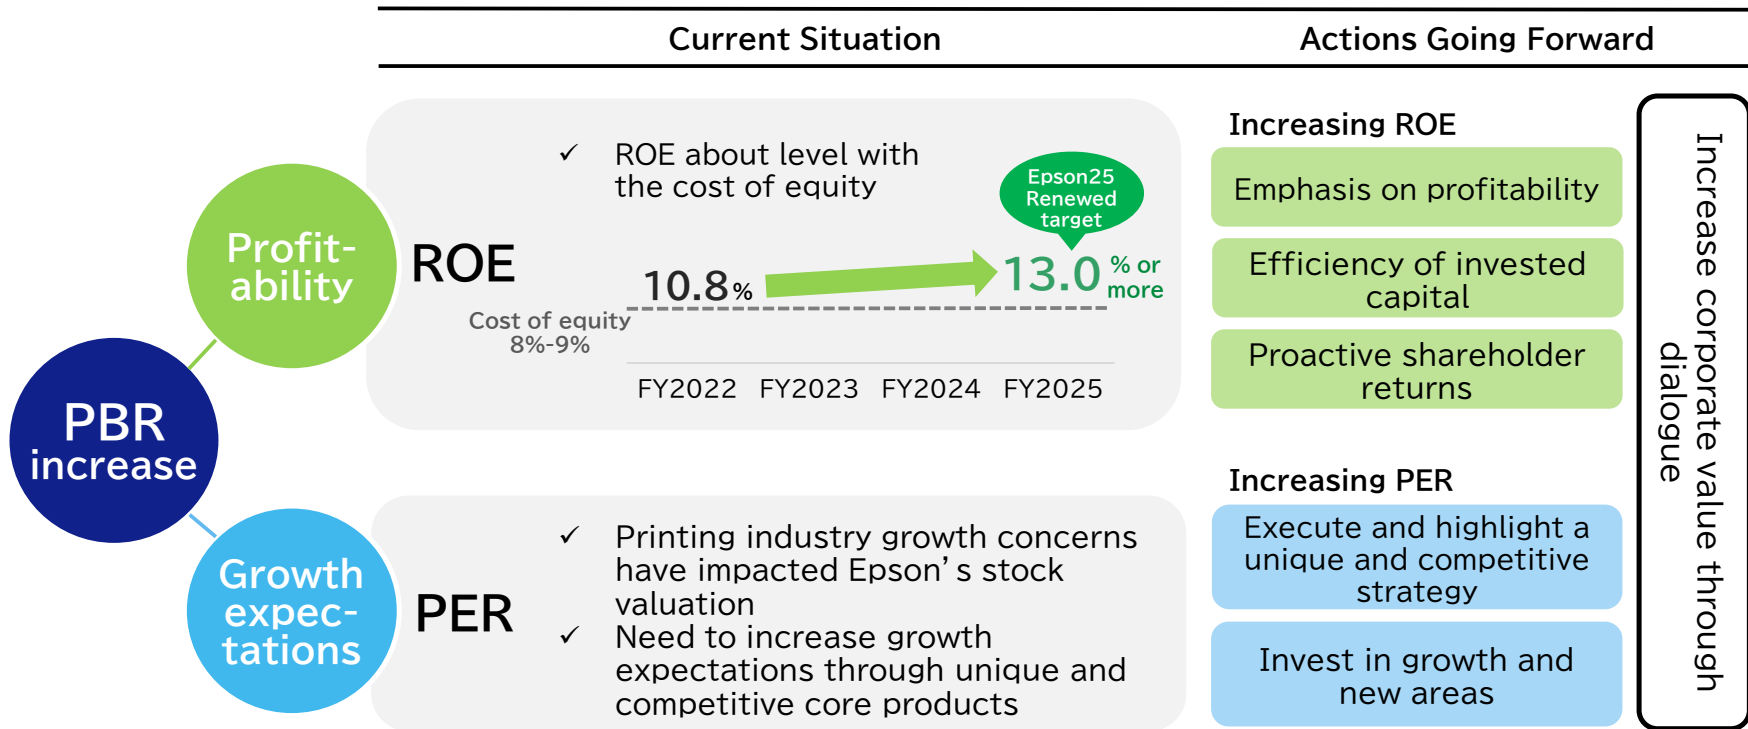 Current Situation
Actions Going Forward
PBR
increase
Profit-
ability
ROE
✓ ROE about level with
the cost of equity
Epson25
Renewed
target
10.8%
13.0 % or
more
Cost of equity
8%-9%
FY2022 FY2023 FY2024 FY2025
Increasing ROE
Emphasis on profitability
Efficiency of invested
capital
Proactive shareholder
returns
Growth
expec-
tations
PER
✓ Printing industry growth concerns
have impacted Epson’s stock
valuation
✓ Need to increase growth
expectations through unique and
competitive core products
Increasing PER
Execute and highlight a
unique and competitive
strategy
Invest in growth and
new areas
Increase corporate value through
dialogue